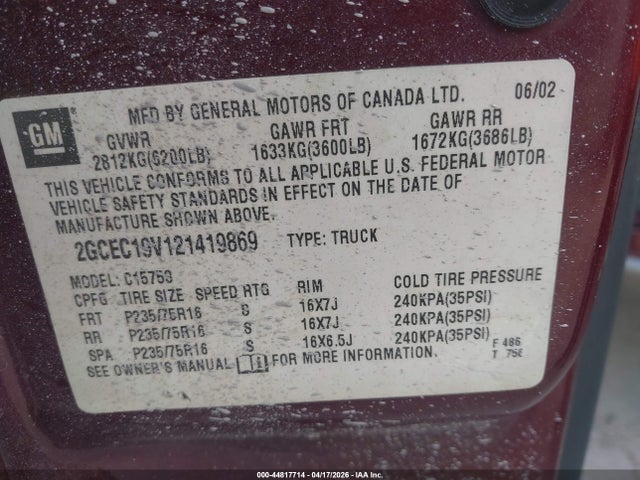 GM
MFD BY GENERAL MOTORS OF CANADA LTD. 06/02
GVWR GAWR FRT GAWR RR
2812KG(6200LB) 1633KG(3600LB) 1672KG(3686LB)
THIS VEHICLE CONFORMS TO ALL APPLICABLE U.S. FEDERAL MOTOR
VEHICLE SAFETY STANDARDS IN EFFECT ON THE DATE OF
MANUFACTURE SHOWN ABOVE.
2GCEC19V121419869 TYPE: TRUCK
MODEL: C15753
CPFG TIRE SIZE SPEED RTG RIM COLD TIRE PRESSURE
FRT P235/75R16 S 16X7J 240KPA(35PSI)
RR P235/75R16 S 16X7J 240KPA(35PSI)
SPA P235/75R16 S 16X6.5J 240KPA(35PSI)
SEE OWNER'S MANUAL FOR MORE INFORMATION.
F 486
T 756
000-44817714 - 04/17/2026 - IAA Inc.